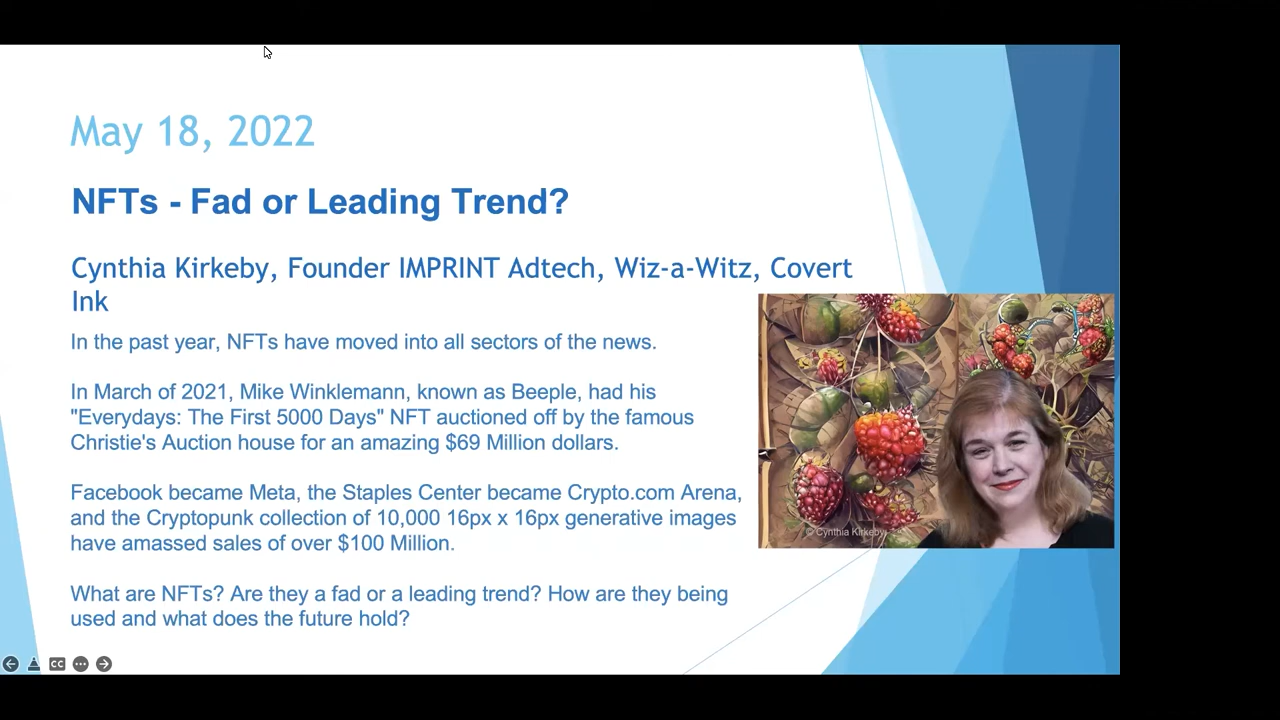 May 18, 2022
NFTs - Fad or Leading Trend?
Cynthia Kirkeby, Founder IMPRINT Adtech, Wiz-a-Witz, Covert
Ink
In the past year, NFTs have moved into all sectors of the news.
In March of 2021, Mike Winklemann, known as Beeple, had his
"Everydays: The First 5000 Days" NFT auctioned off by the famous
Christie's Auction house for an amazing $69 Million dollars.
Facebook became Meta, the Staples Center became Crypto.com Arena,
and the Cryptopunk collection of 10,000 16px x 16px generative images
have amassed sales of over $100 Million.
What are NFTs? Are they a fad or a leading trend? How are they being
used and what does the future hold?
© Cynthia Kirkeby
CC